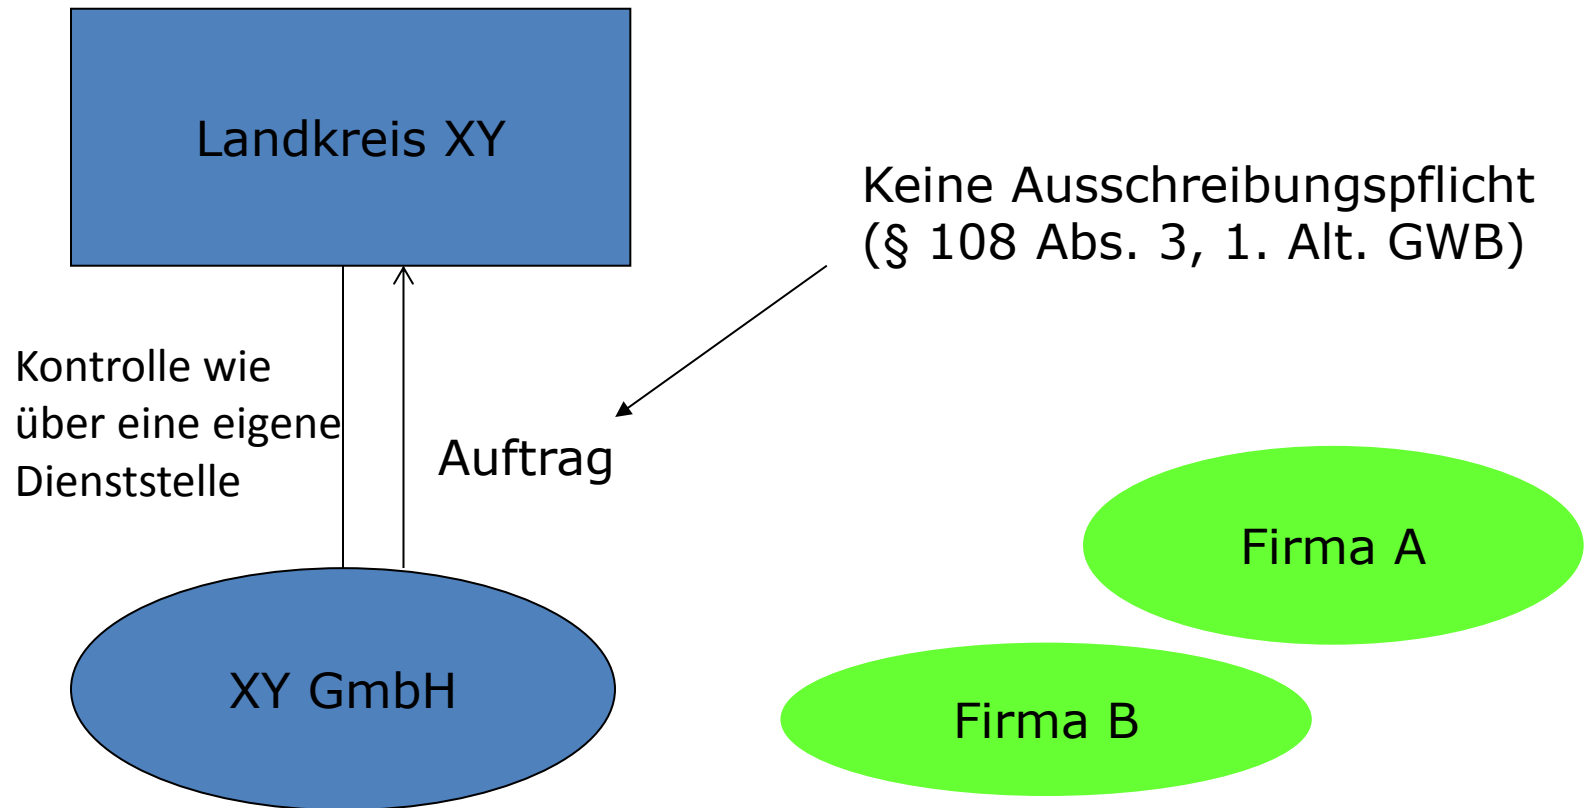 Landkreis XY
Keine Ausschreibungspflicht
(§ 108 Abs. 3, 1. Alt. GWB)
Kontrolle wie
über eine eigene
Dienststelle
Auftrag
Firma A
XY GmbH
Firma B